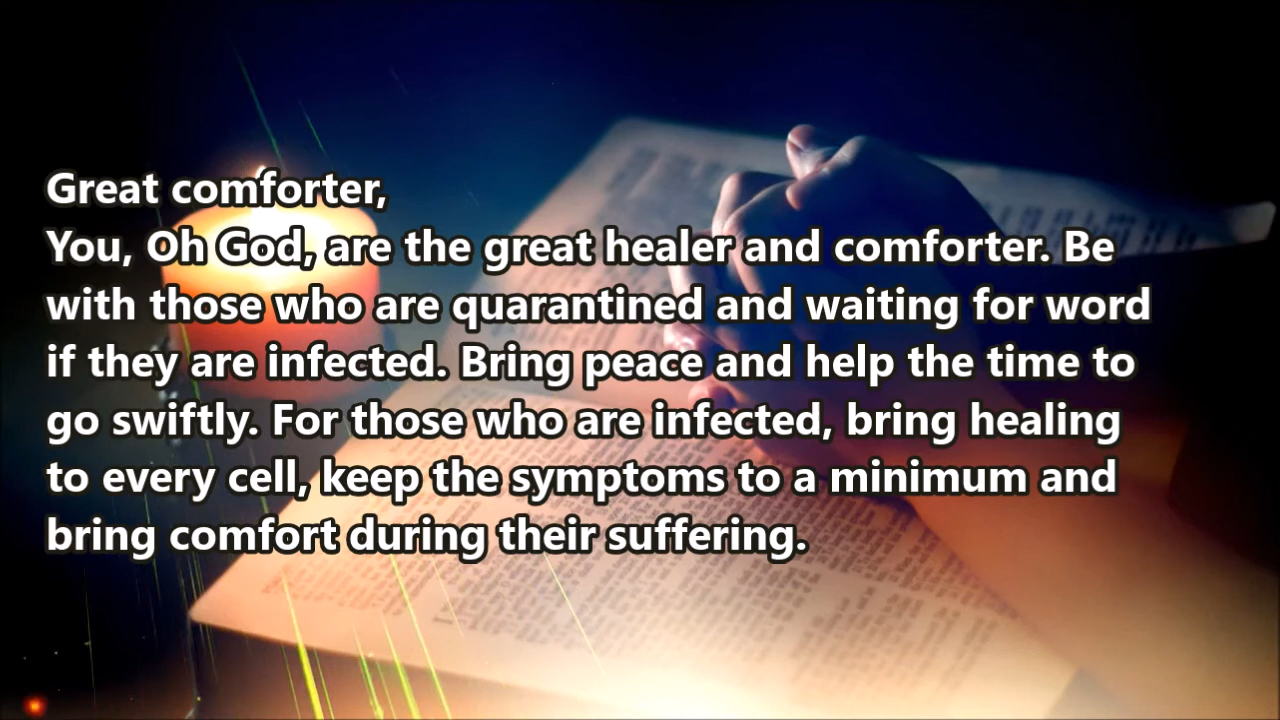 Great comforter,
You, Oh God, are the great healer and comforter. Be
with those who are quarantined and waiting for word
if they are infected. Bring peace and help the time to
go swiftly. For those who are infected, bring healing
to every cell, keep the symptoms to a minimum and
bring comfort during their suffering.